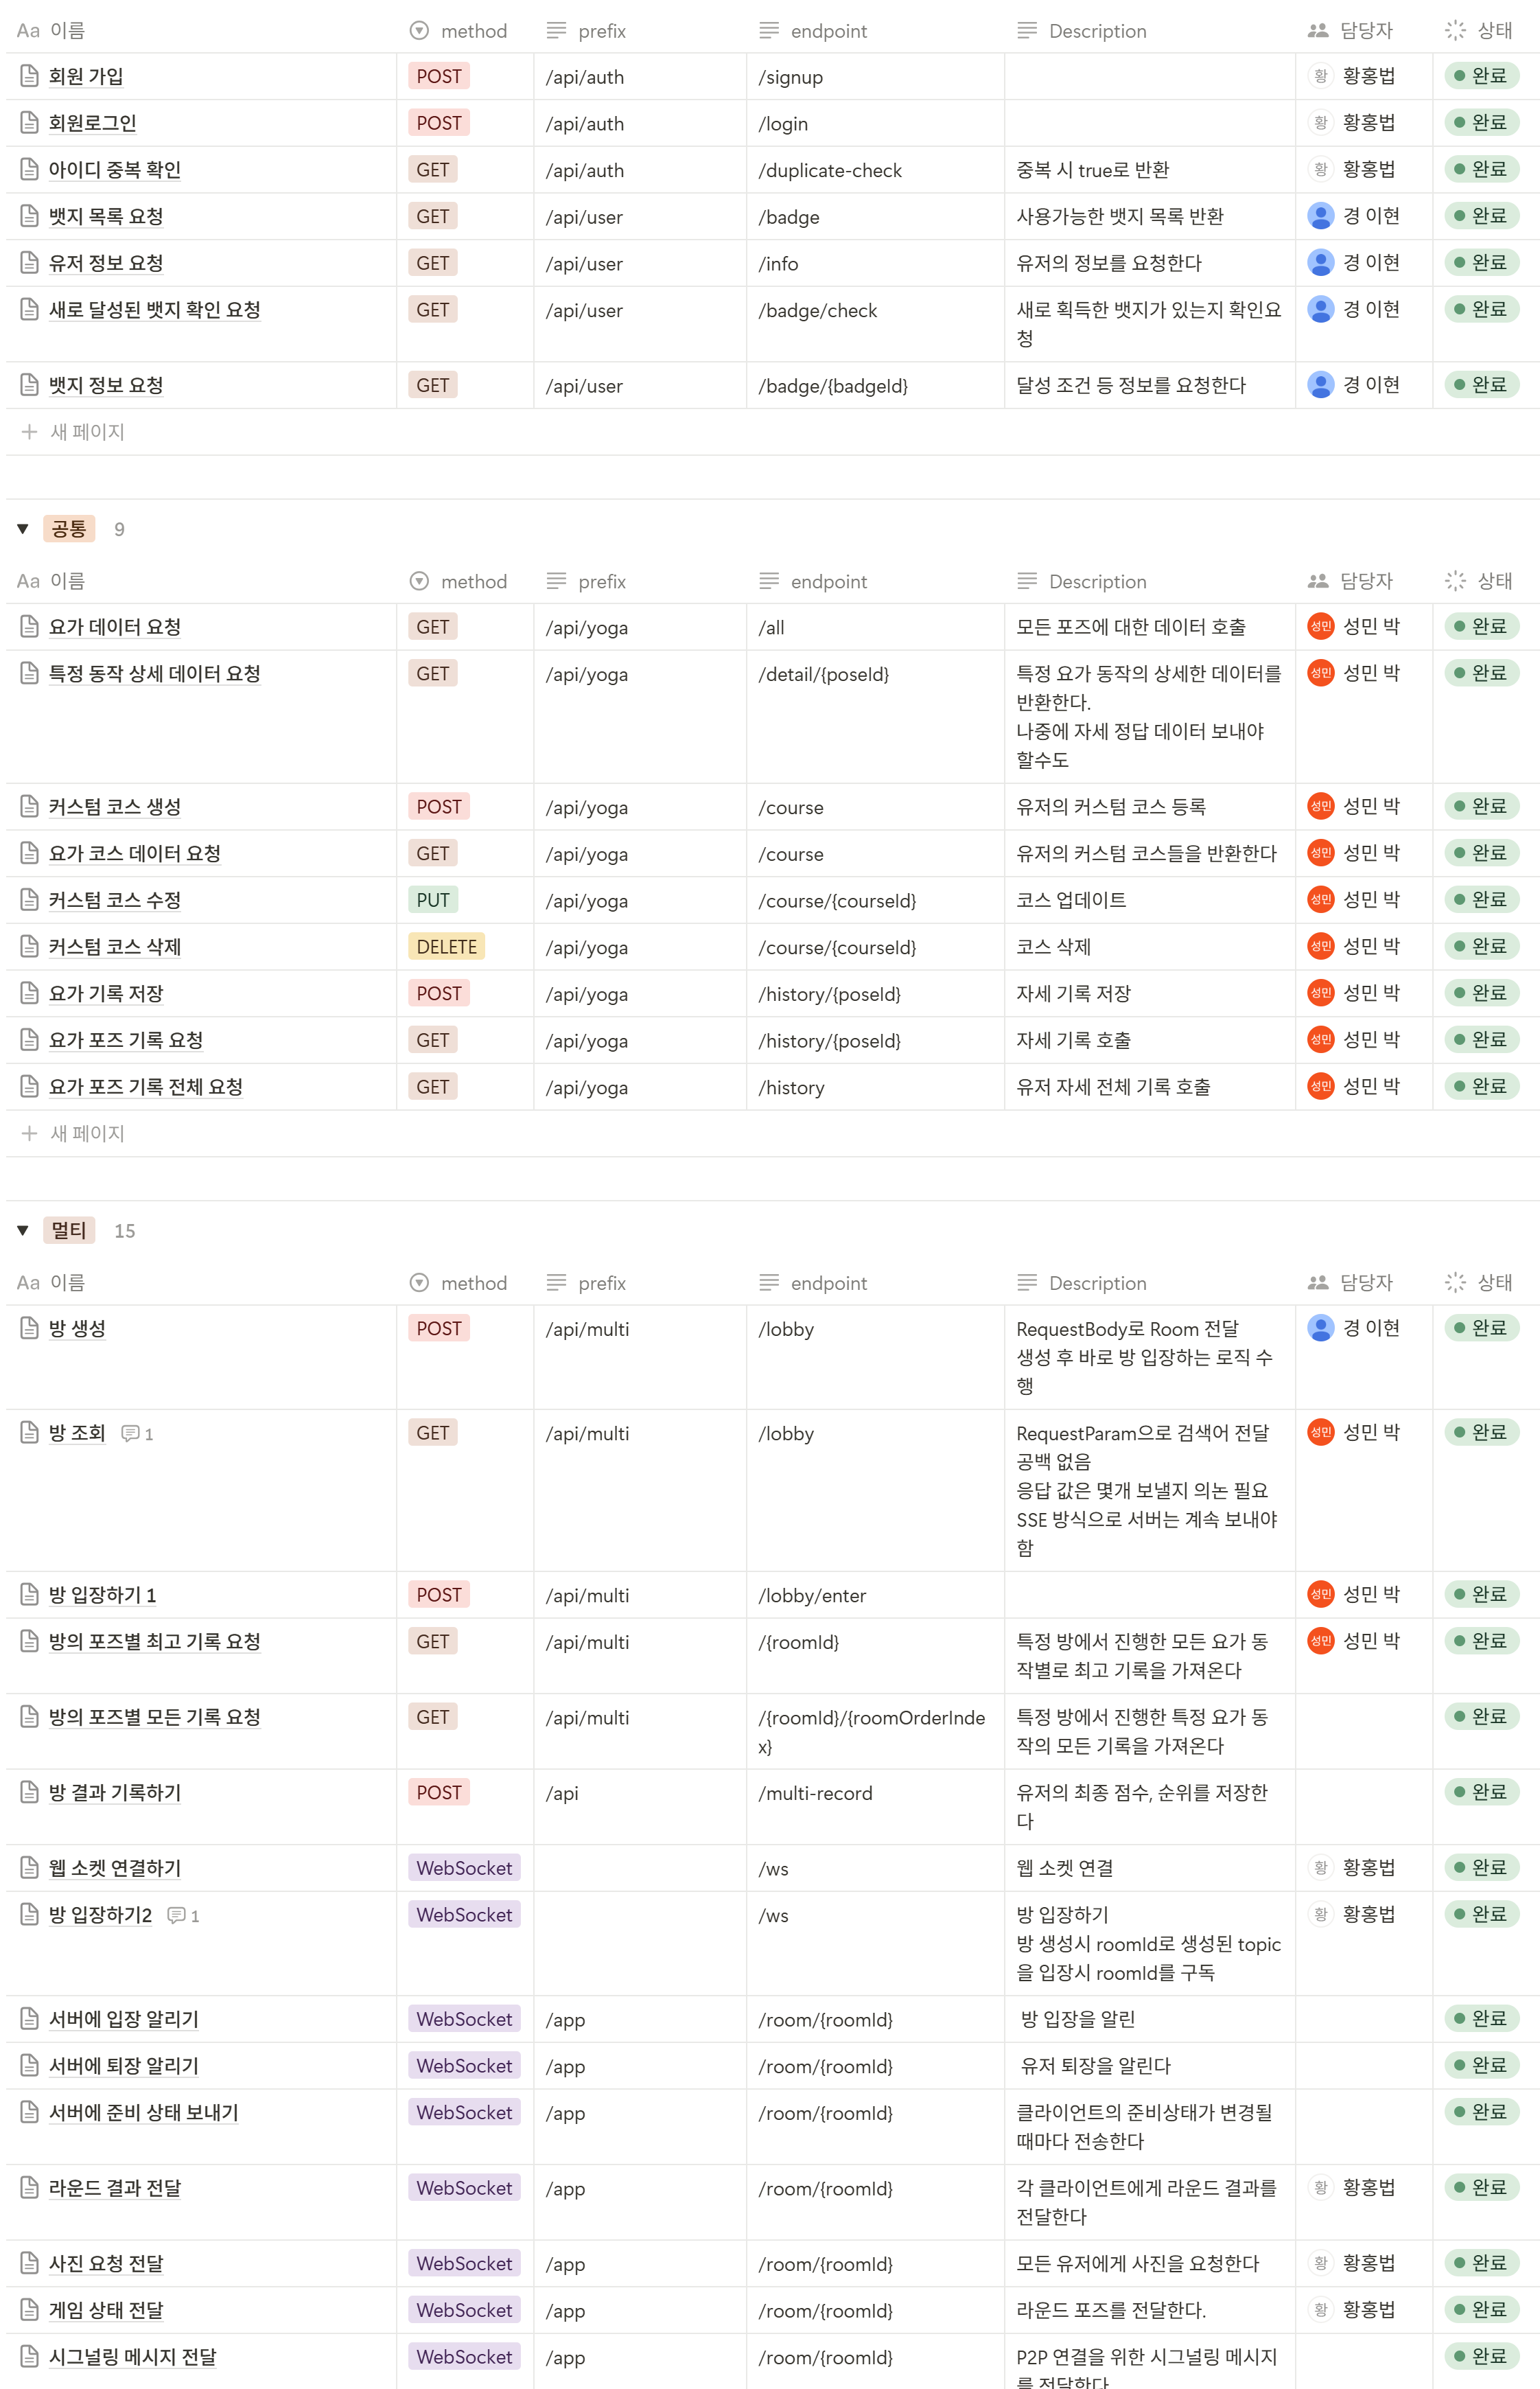 Aa 이름 method prefix endpoint Description 담당자 상태
회원 가입 POST /api/auth /signup 황 황홍법 완료
회원로그인 POST /api/auth /login 황 황홍법 완료
아이디 중복 확인 GET /api/auth /duplicate-check 중복 시 true로 반환 황 황홍법 완료
뱃지 목록 요청 GET /api/user /badge 사용가능한 뱃지 목록 반환 경 이현 완료
유저 정보 요청 GET /api/user /info 유저의 정보를 요청한다 경 이현 완료
새로 달성된 뱃지 확인 요청 GET /api/user /badge/check 새로 획득한 뱃지가 있는지 확인요 경 이현 완료
청
뱃지 정보 요청 GET /api/user /badge/{badgeId} 달성 조건 등 정보를 요청한다 경 이현 완료
새 페이지
공통 9
Aa 이름 method prefix endpoint Description 담당자 상태
요가 데이터 요청 GET /api/yoga /all 모든 포즈에 대한 데이터 호출 성민 성민 박 완료
특정 동작 상세 데이터 요청 GET /api/yoga /detail/{poseId} 특정 요가 동작의 상세한 데이터를 성민 성민 박 완료
반환한다.
나중에 자세 정답 데이터 보내야
할수도
커스텀 코스 생성 POST /api/yoga /course 유저의 커스텀 코스 등록 성민 성민 박 완료
요가 코스 데이터 요청 GET /api/yoga /course 유저의 커스텀 코스들을 반환한다 성민 성민 박 완료
커스텀 코스 수정 PUT /api/yoga /course/{courseId} 코스 업데이트 성민 성민 박 완료
커스텀 코스 삭제 DELETE /api/yoga /course/{courseId} 코스 삭제 성민 성민 박 완료
요가 기록 저장 POST /api/yoga /history/{poseId} 자세 기록 저장 성민 성민 박 완료
요가 포즈 기록 요청 GET /api/yoga /history/{poseId} 자세 기록 호출 성민 성민 박 완료
요가 포즈 기록 전체 요청 GET /api/yoga /history 유저 자세 전체 기록 호출 성민 성민 박 완료
새 페이지
멀티 15
Aa 이름 method prefix endpoint Description 담당자 상태
방 생성 POST /api/multi /lobby RequestBody로 Room 전달 경 이현 완료
생성 후 바로 방 입장하는 로직 수
행
방 조회 1 GET /api/multi /lobby RequestParam으로 검색어 전달 성민 성민 박 완료
공백 없음
응답 값은 몇개 보낼지 의논 필요
SSE 방식으로 서버는 계속 보내야
함
방 입장하기 1 POST /api/multi /lobby/enter 성민 성민 박 완료
방의 포즈별 최고 기록 요청 GET /api/multi /{roomId} 특정 방에서 진행한 모든 요가 동 성민 성민 박 완료
작별로 최고 기록을 가져온다
방의 포즈별 모든 기록 요청 GET /api/multi /{roomId}/{roomOrderInde 특정 방에서 진행한 특정 요가 동 완료
x} 작의 모든 기록을 가져온다
방 결과 기록하기 POST /api /multi-record 유저의 최종 점수, 순위를 저장한 완료
다
웹 소켓 연결하기 WebSocket /ws 웹 소켓 연결 황 황홍법 완료
방 입장하기2 1 WebSocket /ws 방 입장하기 황 황홍법 완료
방 생성시 roomId로 생성된 topic
을 입장시 roomId를 구독
서버에 입장 알리기 WebSocket /app /room/{roomId} 방 입장을 알린 완료
서버에 퇴장 알리기 WebSocket /app /room/{roomId} 유저 퇴장을 알린다 완료
서버에 준비 상태 보내기 WebSocket /app /room/{roomId} 클라이언트의 준비상태가 변경될 완료
때마다 전송한다
라운드 결과 전달 WebSocket /app /room/{roomId} 각 클라이언트에게 라운드 결과를 황 황홍법 완료
전달한다
사진 요청 전달 WebSocket /app /room/{roomId} 모든 유저에게 사진을 요청한다 황 황홍법 완료
게임 상태 전달 WebSocket /app /room/{roomId} 라운드 포즈를 전달한다. 황 황홍법 완료
시그널링 메시지 전달 WebSocket /app /room/{roomId} P2P 연결을 위한 시그널링 메시지 완료
를 전달한다